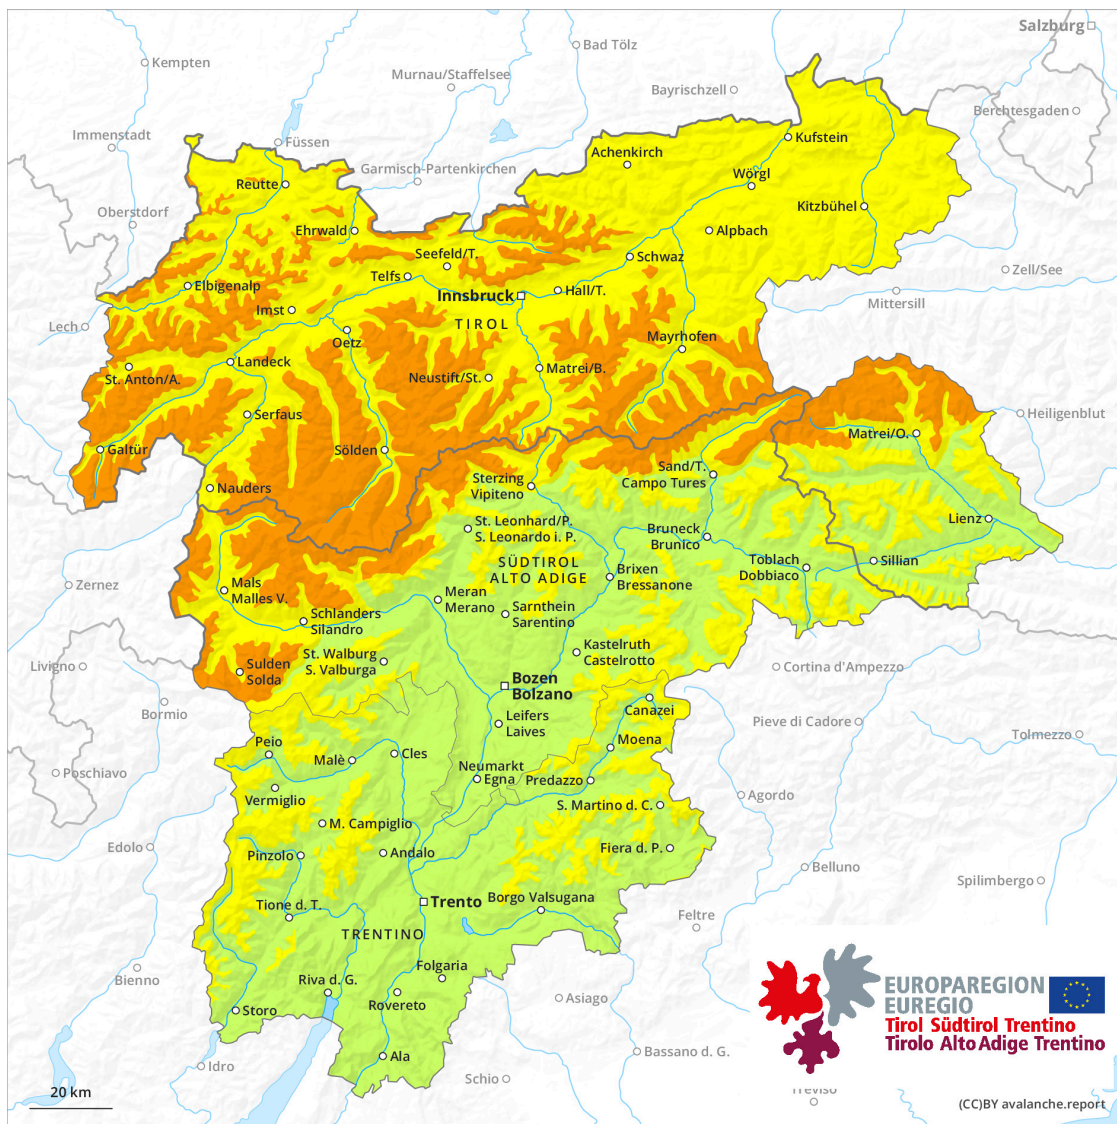 Salzburg
Bad Tölz
Kempten
Murnau/Staffelsee
Bayrischzell
Berchtesgaden
Immenstadt
Füssen
Kufstein
Achenkirch
Garmisch-Partenkirchen
Wörgl
Reutte
Oberstdorf
Kitzbühel
Ehrwald
Alpbach
Seefeld/T.
Schwaz
Zell/See
Telfs
Elbigenalp
Hall/T.
Innsbruck
Mittersill
Imst
TIROL
Lech
Oetz
Mayrhofen
Landeck
Matrei/B.
St. Anton/A.
Neustift/St.
Serfaus
Heiligenblut
Matrei/O.
Galtür
Sölden
Sand/T.
Campo Tures
Sterzing
Vipiteno
Nauders
St. Leonhard/P.
S. Leonardo i. P.
Lienz
Bruneck
Brunico
SÜDTIROL
ALTO ADIGE
Toblach
Dobbiaco
Sillian
Brixen
Bressanone
Zernez
Mals
Malles V.
Meran
Merano
Sarnthein
Sarentino
Schlanders
Silandro
Kastelruth
Castelrotto
St. Walburg
S. Valburga
Livigno
Sulden
Solda
Cortina d'Ampezzo
Bozen
Bolzano
Bormio
Canazei
Leifers
Laives
Pieve di Cadore
Tolmezzo
Moena
Peio
Cles
Malè
Neumarkt
Egna
Predazzo
Poschiavo
Vermiglio
Agordo
S. Martino d. C.
M. Campiglio
Edolo
Fiera d. P.
Andalo
Pinzolo
Belluno
Spilimbergo
Trento
Borgo Valsugana
Tione d. T.
Feltre
TRENTINO
Folgaria
Bienno
Riva d. G.
Asiago
Rovereto
Storo
EUROPAREGION
EUREGIO
Tirol Südtirol Trentino
Tirolo Alto Adige Trentino
Ala
Bassano d. G.
Idro
Schio
Treviso
20 km
(CC)BY avalanche.report